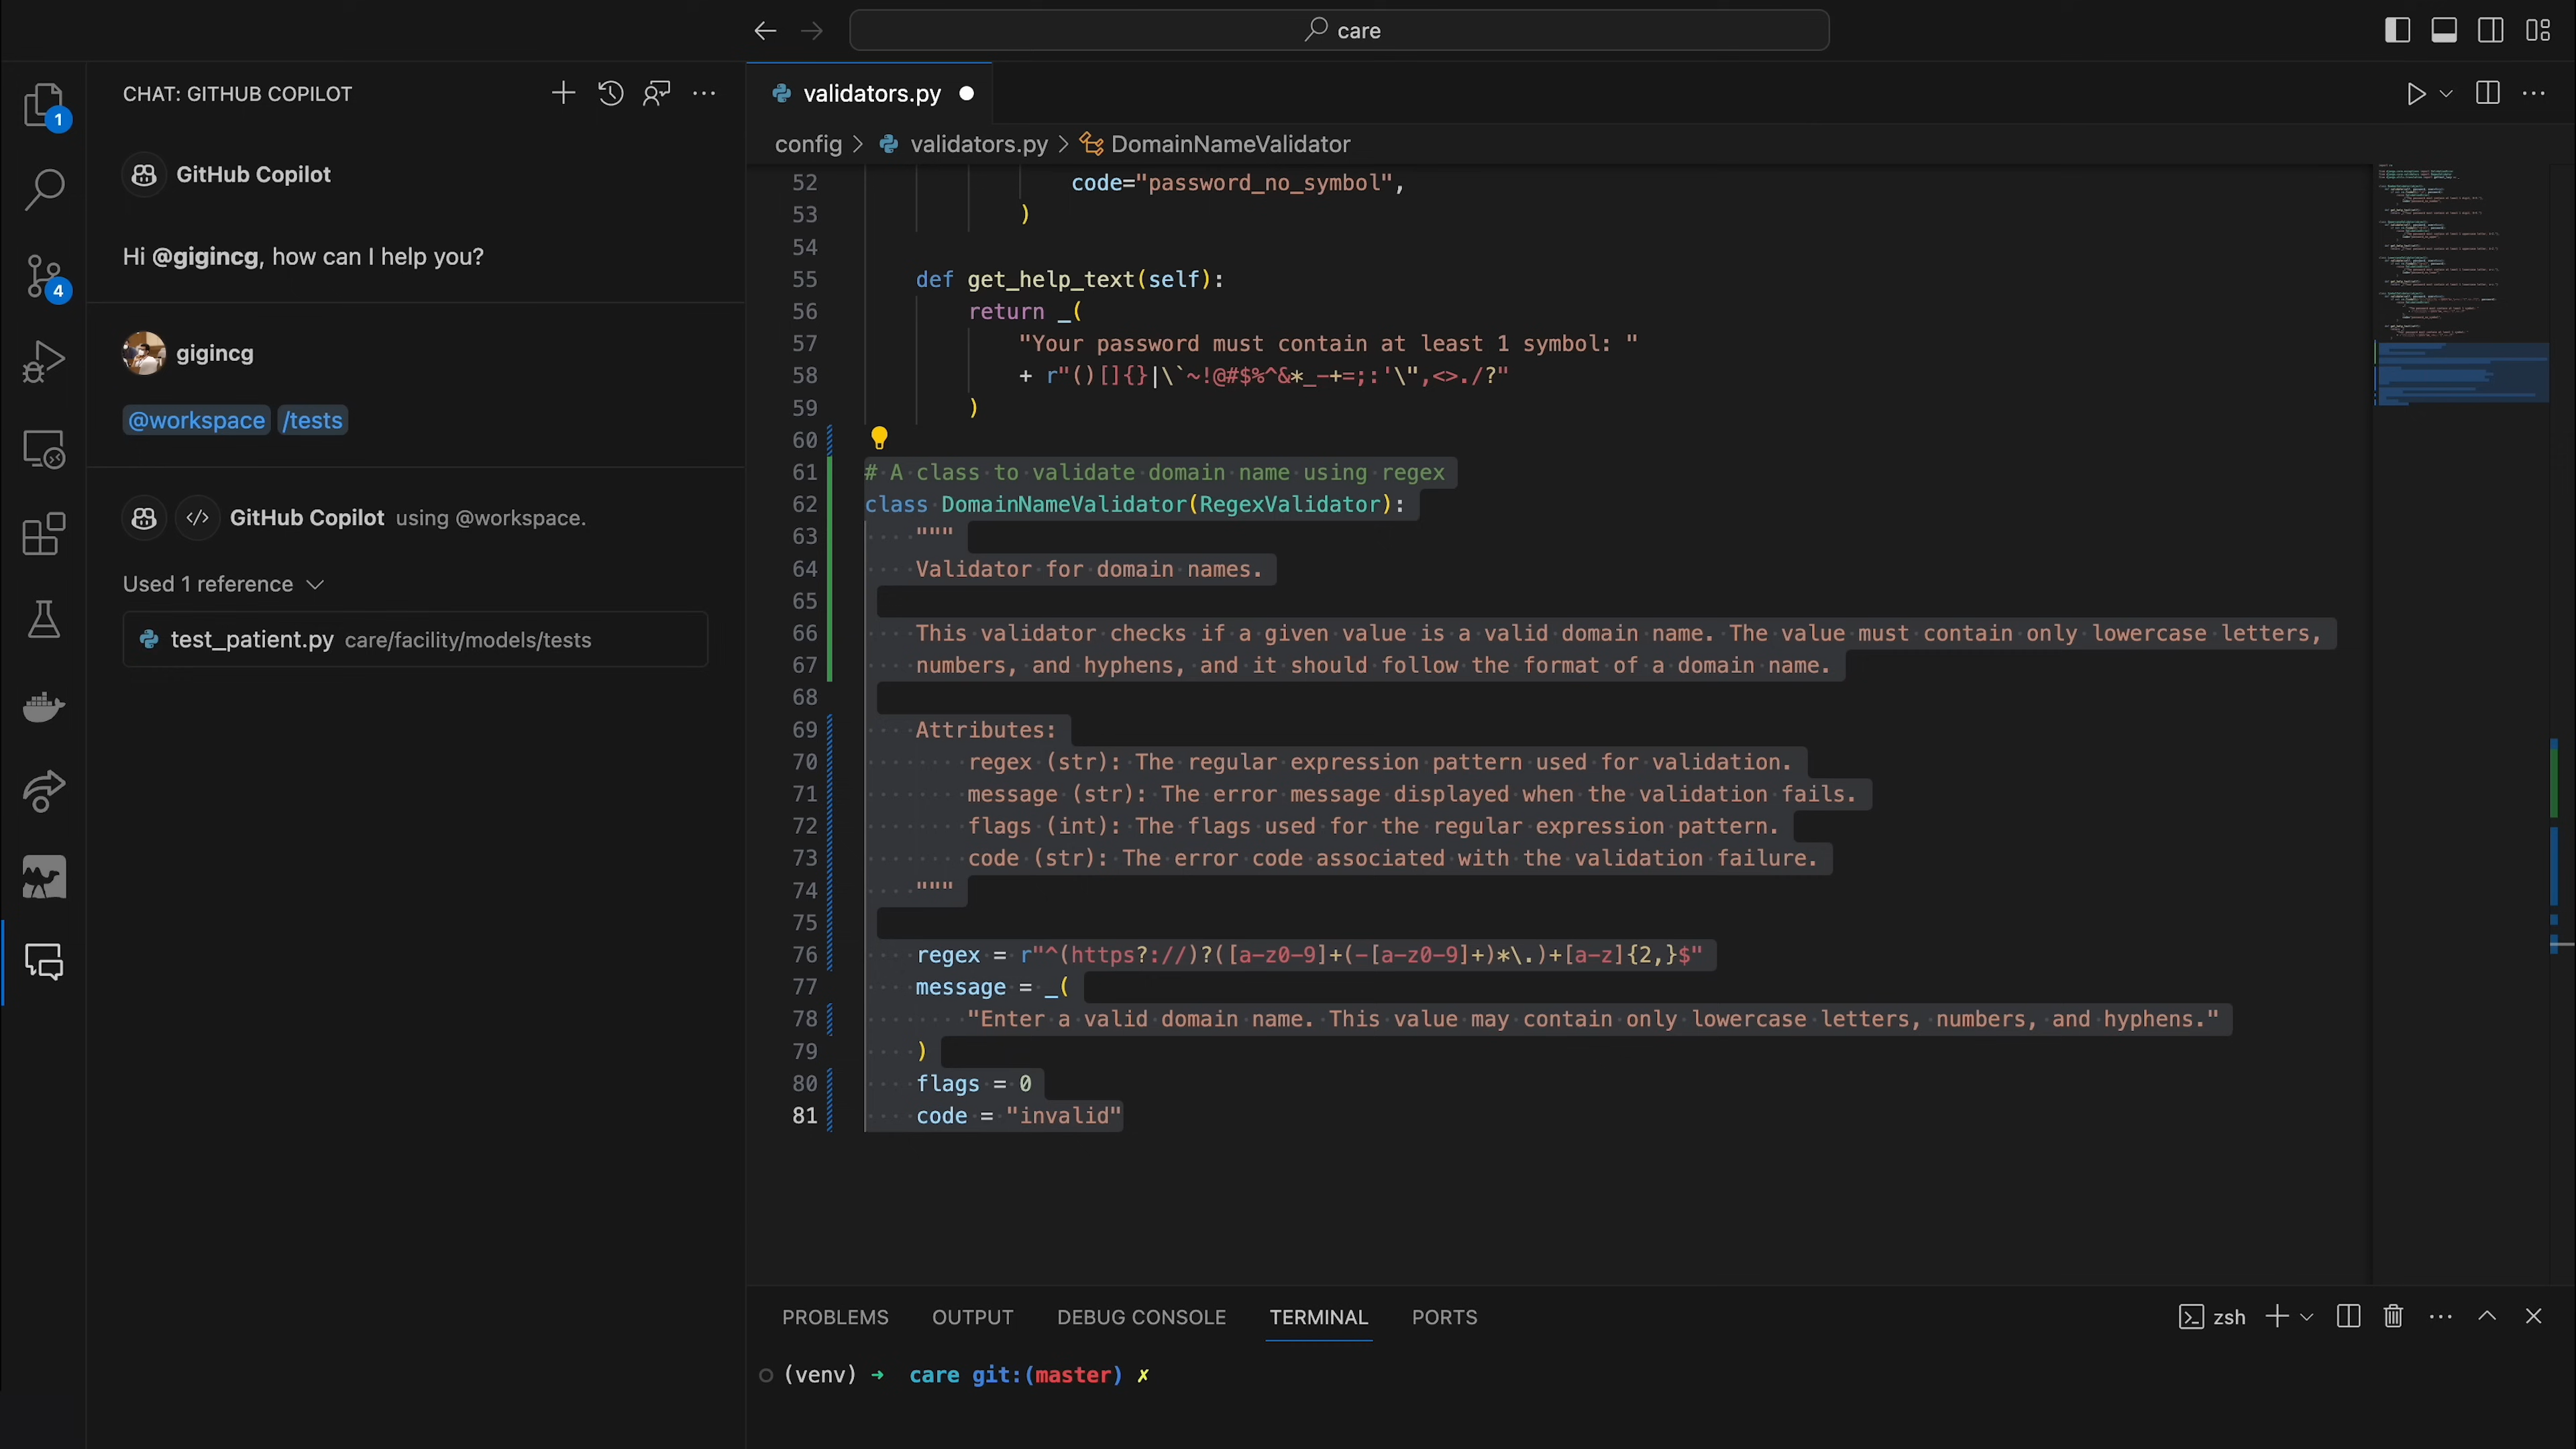 care
CHAT: GITHUB COPILOT
GitHub Copilot
Hi @gigincg, how can I help you?
gigincg
@workspace /tests
GitHub Copilot using @workspace.
Used 1 reference
test_patient.py care/facility/models/tests
1
4
validators.py
config > validators.py > DomainNameValidator
52 code="password_no_symbol",
53 )
54
55 def get_help_text(self):
56 return _(
57 "Your password must contain at least 1 symbol: "
58 + r"()[]{}|\`~!@#$%^&*_-+=;:'\",<>./?"
59 )
60
61 # A class to validate domain name using regex
62 class DomainNameValidator(RegexValidator):
63 """
64 Validator for domain names.
65
66 This validator checks if a given value is a valid domain name. The value must contain only lowercase letters,
67 numbers, and hyphens, and it should follow the format of a domain name.
68
69 Attributes:
70 regex (str): The regular expression pattern used for validation.
71 message (str): The error message displayed when the validation fails.
72 flags (int): The flags used for the regular expression pattern.
73 code (str): The error code associated with the validation failure.
74 """
75
76 regex = r"^(https?://)?([a-z0-9]+(-[a-z0-9]+)*\.)+[a-z]{2,}$"
77 message = _(
78 "Enter a valid domain name. This value may contain only lowercase letters, numbers, and hyphens."
79 )
80 flags = 0
81 code = "invalid"
PROBLEMS OUTPUT DEBUG CONSOLE TERMINAL PORTS zsh
(venv) ➜ care git:(master) ✗